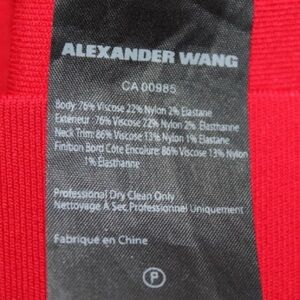 ALEXANDER WANG
CA 00985
Body: 76% Viscose 22% Nylon 2% Elastane
Extérieur: 76% Viscose 22% Nylon 2% Elasthanne
Neck Trim: 86% Viscose 13% Nylon 1% Elastane
Finition Bord Côte Encolure: 86% Viscose 13% Nylon
1% Élasthanne
Professional Dry Clean Only
Nettoyage À Sec Professionnel Uniquement
Fabriqué en Chine
P